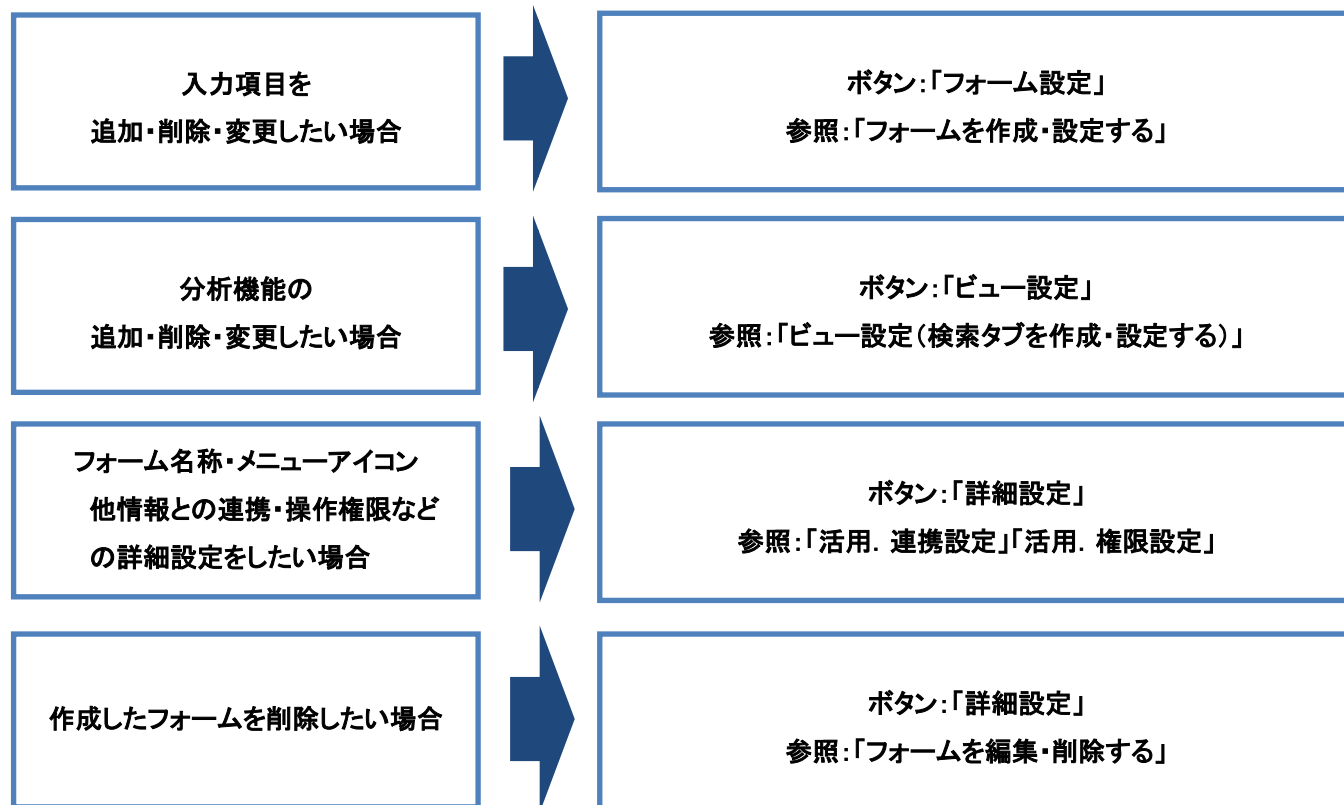 入力項目を
追加・削除・変更したい場合
ボタン：「フォーム設定」
参照：「フォームを作成・設定する」
分析機能の
追加・削除・変更したい場合
ボタン：「ビュー設定」
参照：「ビュー設定（検索タブを作成・設定する）」
フォーム名称・メニューアイコン
他情報との連携・操作権限など
の詳細設定をしたい場合
ボタン：「詳細設定」
参照：「活用．連携設定」「活用．権限設定」
作成したフォームを削除したい場合
ボタン：「詳細設定」
参照：「フォームを編集・削除する」